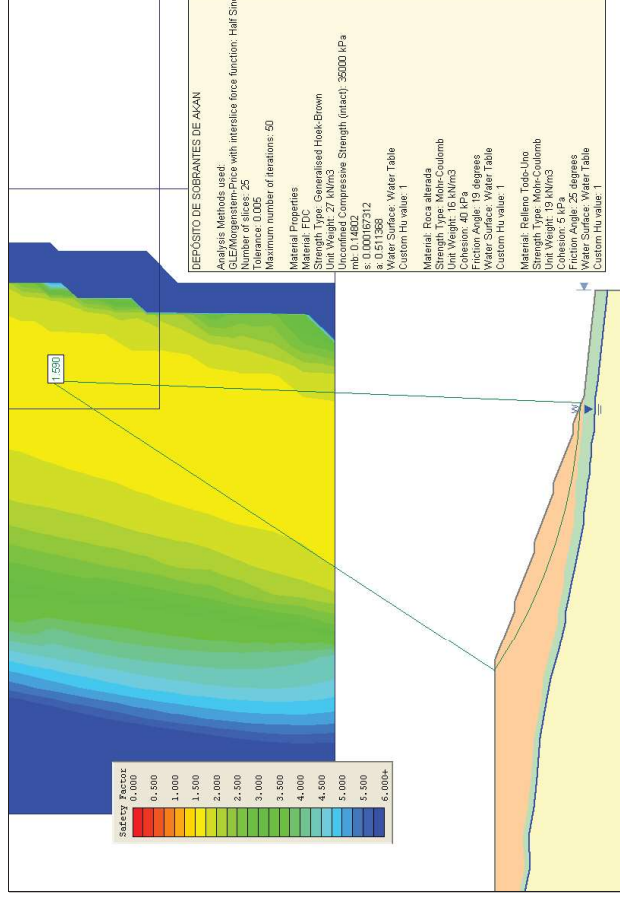 DEPÓSITO DE SOBRANTES DE AKAN
Analysis Methods used:
GLE/Morgenstern-Price with interslice force function: Half Sine
Number of slices: 25
Tolerance: 0.005
Maximum number of iterations: 50
Material Properties
Material: FDC
Strength Type: Generalised Hoek-Brown
Unit Weight: 27 kN/m3
Unconfined Compressive Strength (intact): 35000 kPa
mb: 0.14802
s: 0.000167312
a: 0.511368
Water Surface: Water Table
Custom Hu value: 1
Material: Roca alterada
Strength Type: Mohr-Coulomb
Unit Weight: 16 kN/m3
Cohesion: 40 kPa
Friction Angle: 19 degrees
Water Surface: Water Table
Custom Hu value: 1
Material: Relleno Todo-Uno
Strength Type: Mohr-Coulomb
Unit Weight: 19 kN/m3
Cohesion: 5 kPa
Friction Angle: 25 degrees
Water Surface: Water Table
Custom Hu value: 1
1.590
W
Safety Factor
0.000
0.500
1.000
1.500
2.000
2.500
3.000
3.500
4.000
4.500
5.000
5.500
6.000+